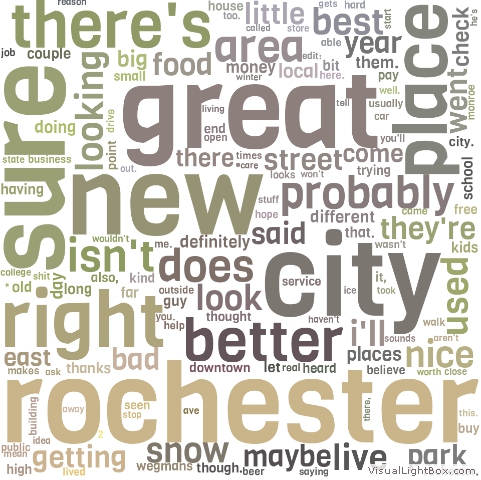 reason
house
too.
little
gets
hard
start
he's
there's
best
called
store
able
place
check
job
couple
area
year
edit:
sure
looking
big
food
money
local
bit
them.
went
small
winter
here.
pay
monroe
great
well.
usually
doing
point
drive
living
tell
car
end
open
you'll
city.
state business
out.
there
times
street
come
care
trying
school
having
new
looks
won't
probably
stuff
hope
different
came
free
wouldn't
me.
definitely
said
that.
wasn't
they're
isn't
kids
college
shit
also,
kind
does
city
service
ice
it,
took
used
* old
day
long
far
outside
guy
look
right
you.
help
thought
haven't
i'll
walk
better
sounds
aren't
east
bad
places
nice
makes
ask
thanks
downtown
let
real
heard
believe
worth
close
rochester
building
away
seen
stop
ave
there,
this.
buy
idea
2
public
mean
snow
maybe
live
park
high
getting
lived
wegmans
though.
beer
saying
VisualLightBox.com